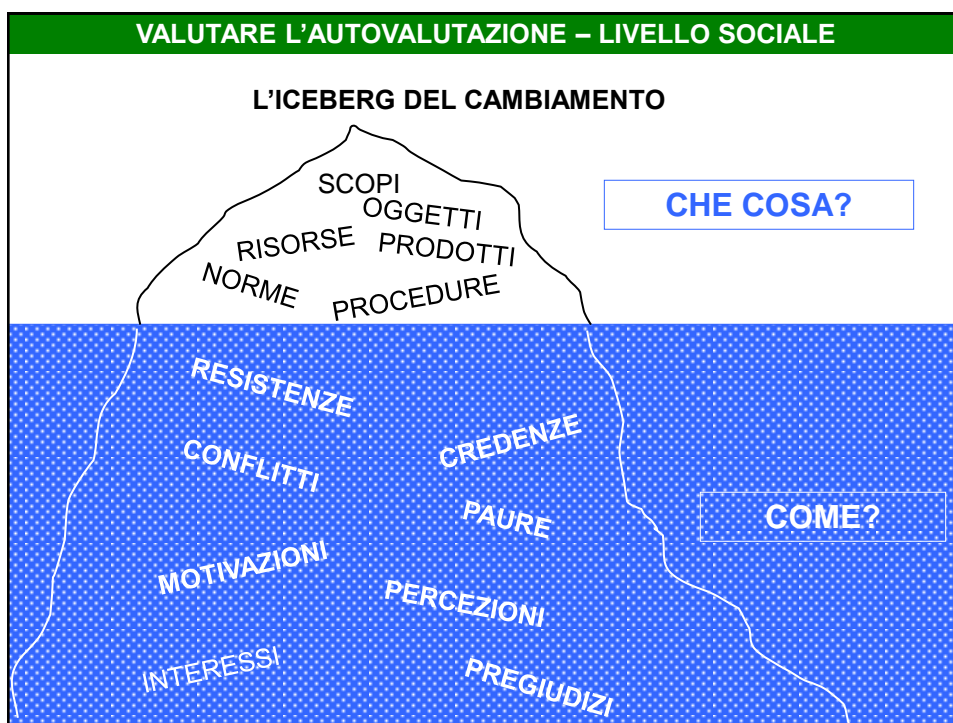 VALUTARE L'AUTOVALUTAZIONE – LIVELLO SOCIALE
L'ICEBERG DEL CAMBIAMENTO
SCOPI
OGGETTI
CHE COSA?
RISORSE
PRODOTTI
NORME
PROCEDURE
RESISTENZE
CREDENZE
CONFLITTI
PAURE
COME?
MOTIVAZIONI
PERCEZIONI
INTERESSI
PREGIUDIZI